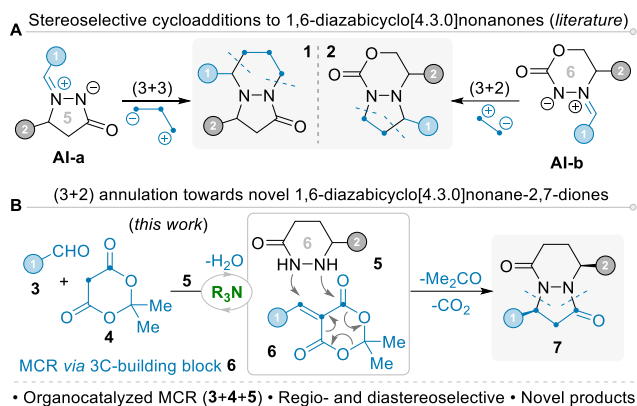 Stereoselective cycloadditions to 1,6-diazabicyclo[4.3.0]nonanones (literature)
A
1
N
N
5
2
O
AI-a
(3+3)
1
1
N
N
2
O
2
O
O
2
N
N
1
(3+2)
O
O
6
2
N
N
1
AI-b
(3+2) annulation towards novel 1,6-diazabicyclo[4.3.0]nonane-2,7-diones
B
(this work)
1
CHO
3
+
O
O
O
O
Me
Me
4
5
-H₂O
R₃N
O
6
2
HN
NH
5
1
O
O
O
O
Me
Me
6
-Me₂CO
-CO₂
O
2
N
N
1
O
7
MCR via 3C-building block 6
• Organocatalyzed MCR (3+4+5) • Regio- and diastereoselective • Novel products